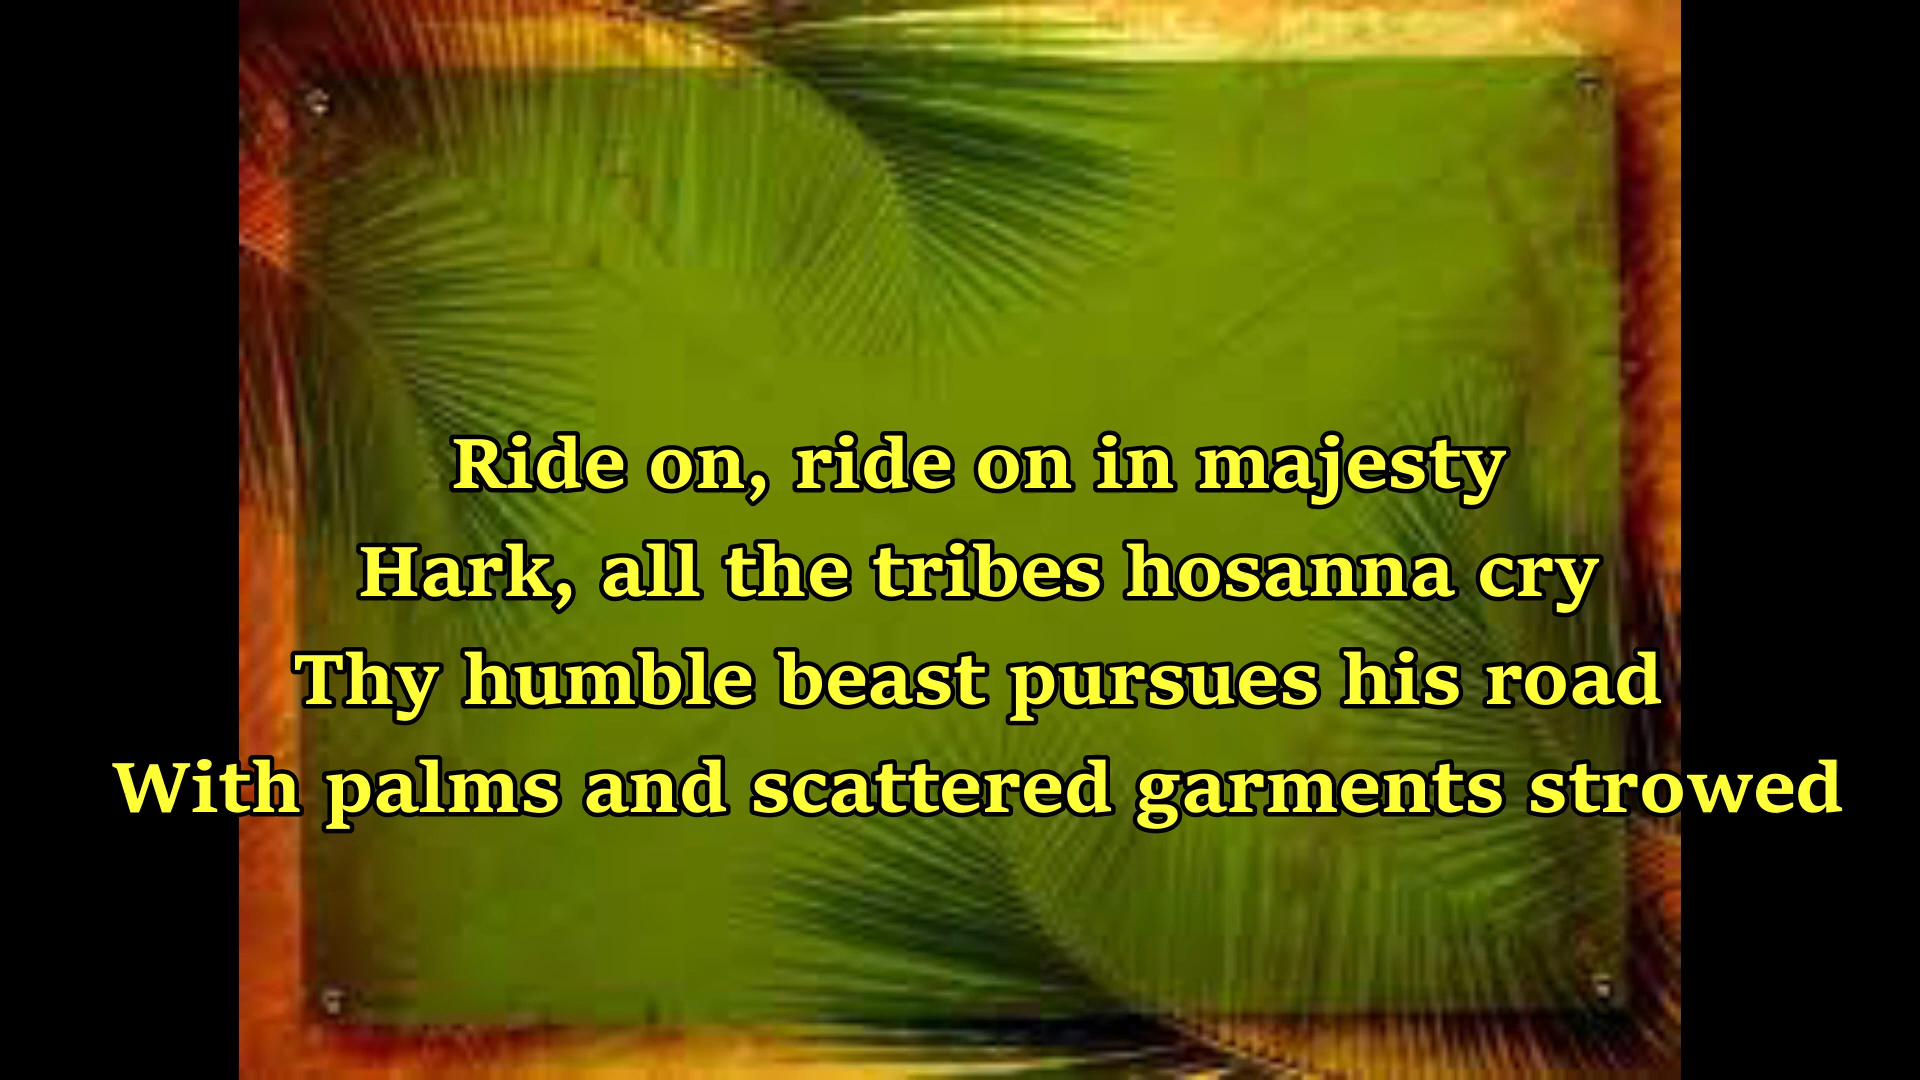 Ride on, ride on in majesty
Hark, all the tribes hosanna cry
Thy humble beast pursues his road
With palms and scattered garments strowed